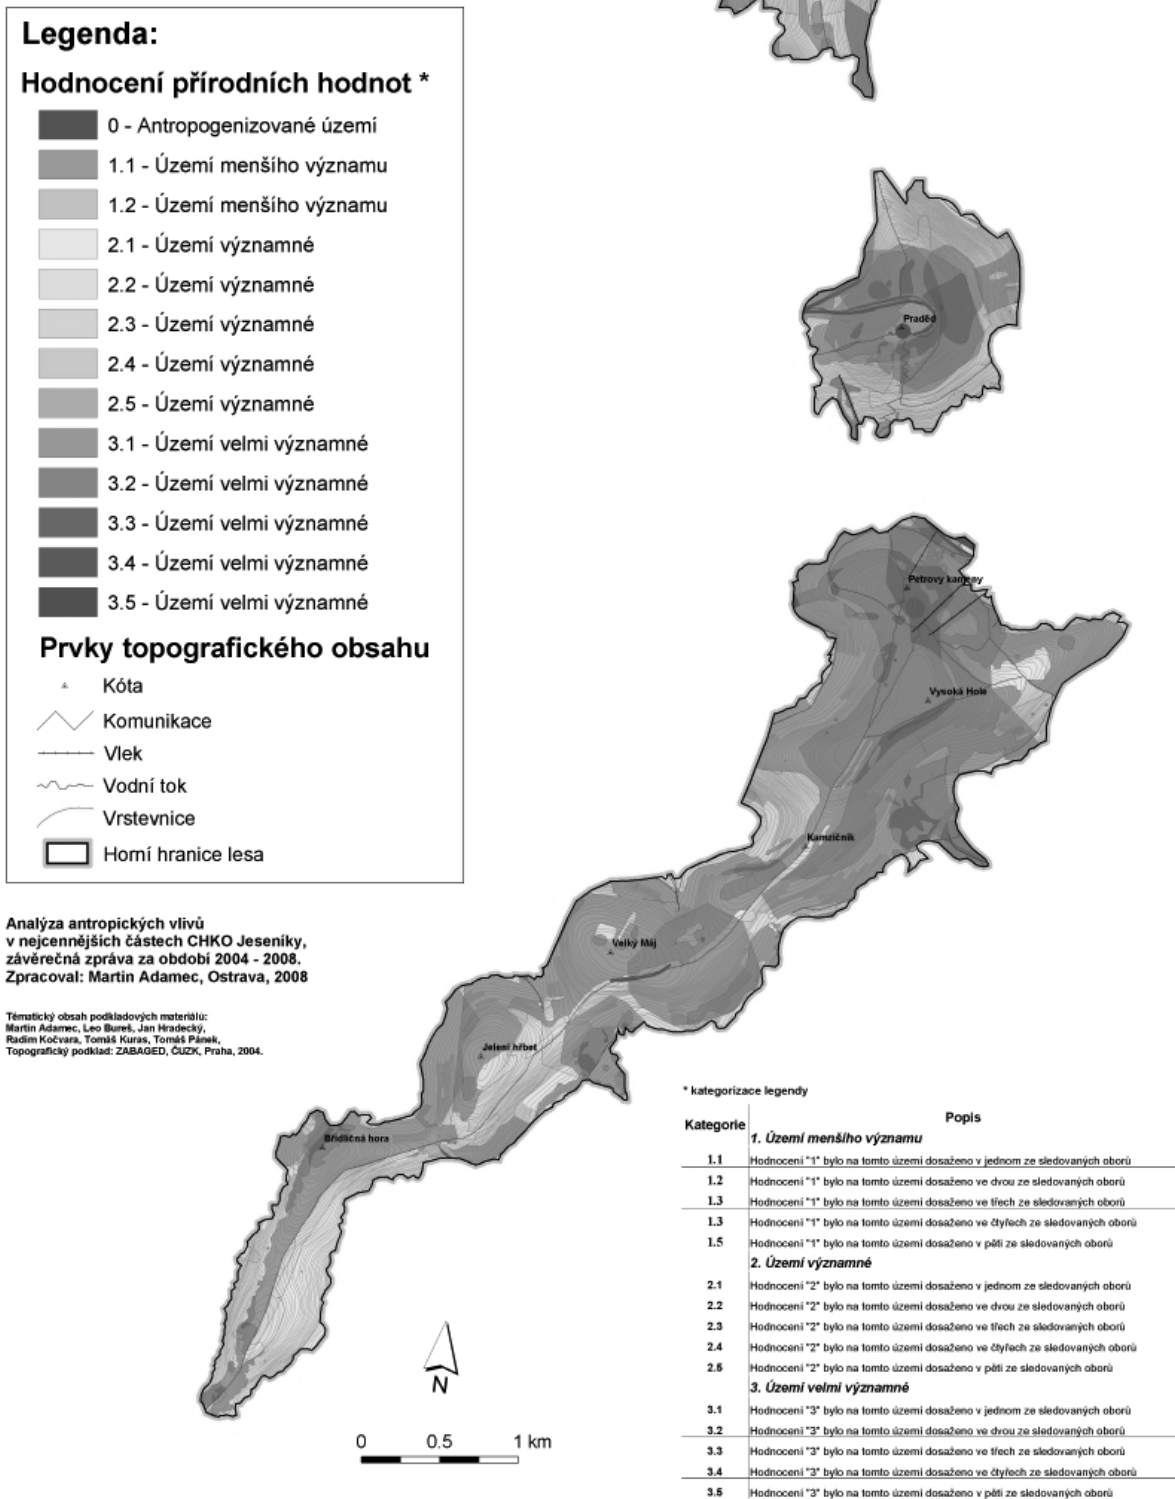 Legenda:
Hodnocení přírodních hodnot *
0 - Antropogenizované území
1.1 - Území menšího významu
1.2 - Území menšího významu
2.1 - Území významné
2.2 - Území významné
2.3 - Území významné
2.4 - Území významné
2.5 - Území významné
3.1 - Území velmi významné
3.2 - Území velmi významné
3.3 - Území velmi významné
3.4 - Území velmi významné
3.5 - Území velmi významné
Prvky topografického obsahu
Kóta
Komunikace
Vlek
Vodní tok
Vrstevnice
Horní hranice lesa
Analýza antropických vlivů
v nejcennějších částech CHKO Jeseníky,
závěrečná zpráva za období 2004 - 2008.
Zpracoval: Martin Adamec, Ostrava, 2008
Tématický obsah podkladových materiálů:
Martin Adamec, Leo Bureš, Jan Hradecký,
Radim Kočvara, Tomáš Kuras, Tomáš Pánek,
Topografický podklad: ZABAGED, ČUZK, Praha, 2004.
Praděd
Petrovy kameny
Vysoká Hole
Kamzičník
Velký Máj
Jelení hřbet
Břidličná hora
N
0 0.5 1 km
* kategorizace legendy
Kategorie Popis
1. Území menšího významu
1.1 Hodnocení "1" bylo na tomto území dosaženo v jednom ze sledovaných oborů
1.2 Hodnocení "1" bylo na tomto území dosaženo ve dvou ze sledovaných oborů
1.3 Hodnocení "1" bylo na tomto území dosaženo ve třech ze sledovaných oborů
1.3 Hodnocení "1" bylo na tomto území dosaženo ve čtyřech ze sledovaných oborů
1.5 Hodnocení "1" bylo na tomto území dosaženo v pěti ze sledovaných oborů
2. Území významné
2.1 Hodnocení "2" bylo na tomto území dosaženo v jednom ze sledovaných oborů
2.2 Hodnocení "2" bylo na tomto území dosaženo ve dvou ze sledovaných oborů
2.3 Hodnocení "2" bylo na tomto území dosaženo ve třech ze sledovaných oborů
2.4 Hodnocení "2" bylo na tomto území dosaženo ve čtyřech ze sledovaných oborů
2.5 Hodnocení "2" bylo na tomto území dosaženo v pěti ze sledovaných oborů
3. Území velmi významné
3.1 Hodnocení "3" bylo na tomto území dosaženo v jednom ze sledovaných oborů
3.2 Hodnocení "3" bylo na tomto území dosaženo ve dvou ze sledovaných oborů
3.3 Hodnocení "3" bylo na tomto území dosaženo ve třech ze sledovaných oborů
3.4 Hodnocení "3" bylo na tomto území dosaženo ve čtyřech ze sledovaných oborů
3.5 Hodnocení "3" bylo na tomto území dosaženo v pěti ze sledovaných oborů